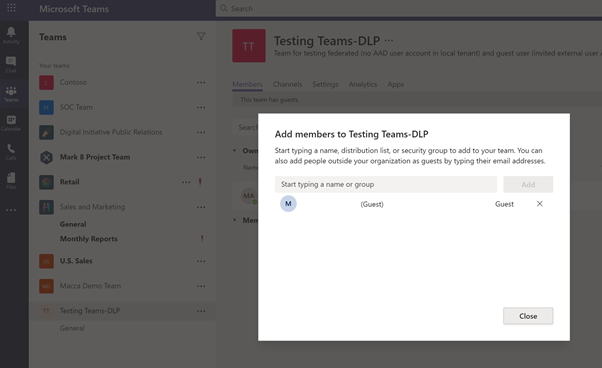 Microsoft Teams
Search
Activity
Chat
Teams
Calendar
Calls
Files
Teams
Your teams
Contoso
SOC Team
Digital Initiative Public Relations
Mark 8 Project Team
Retail
Sales and Marketing
General
Monthly Reports
U.S. Sales
Macca Demo Team
TT
Testing Teams-DLP
General
TT
Testing Teams-DLP
Team for testing federated (no AAD user account in local tenant) and guest user (invited external user
Members
Channels
Settings
Analytics
Apps
This team has guests.
Search
Own
Name
MA
Mem
Add members to Testing Teams-DLP
Start typing a name, distribution list, or security group to add to your team. You can
also add people outside your organization as guests by typing their email addresses.
Start typing a name or group
Add
M
(Guest)
Guest
Close